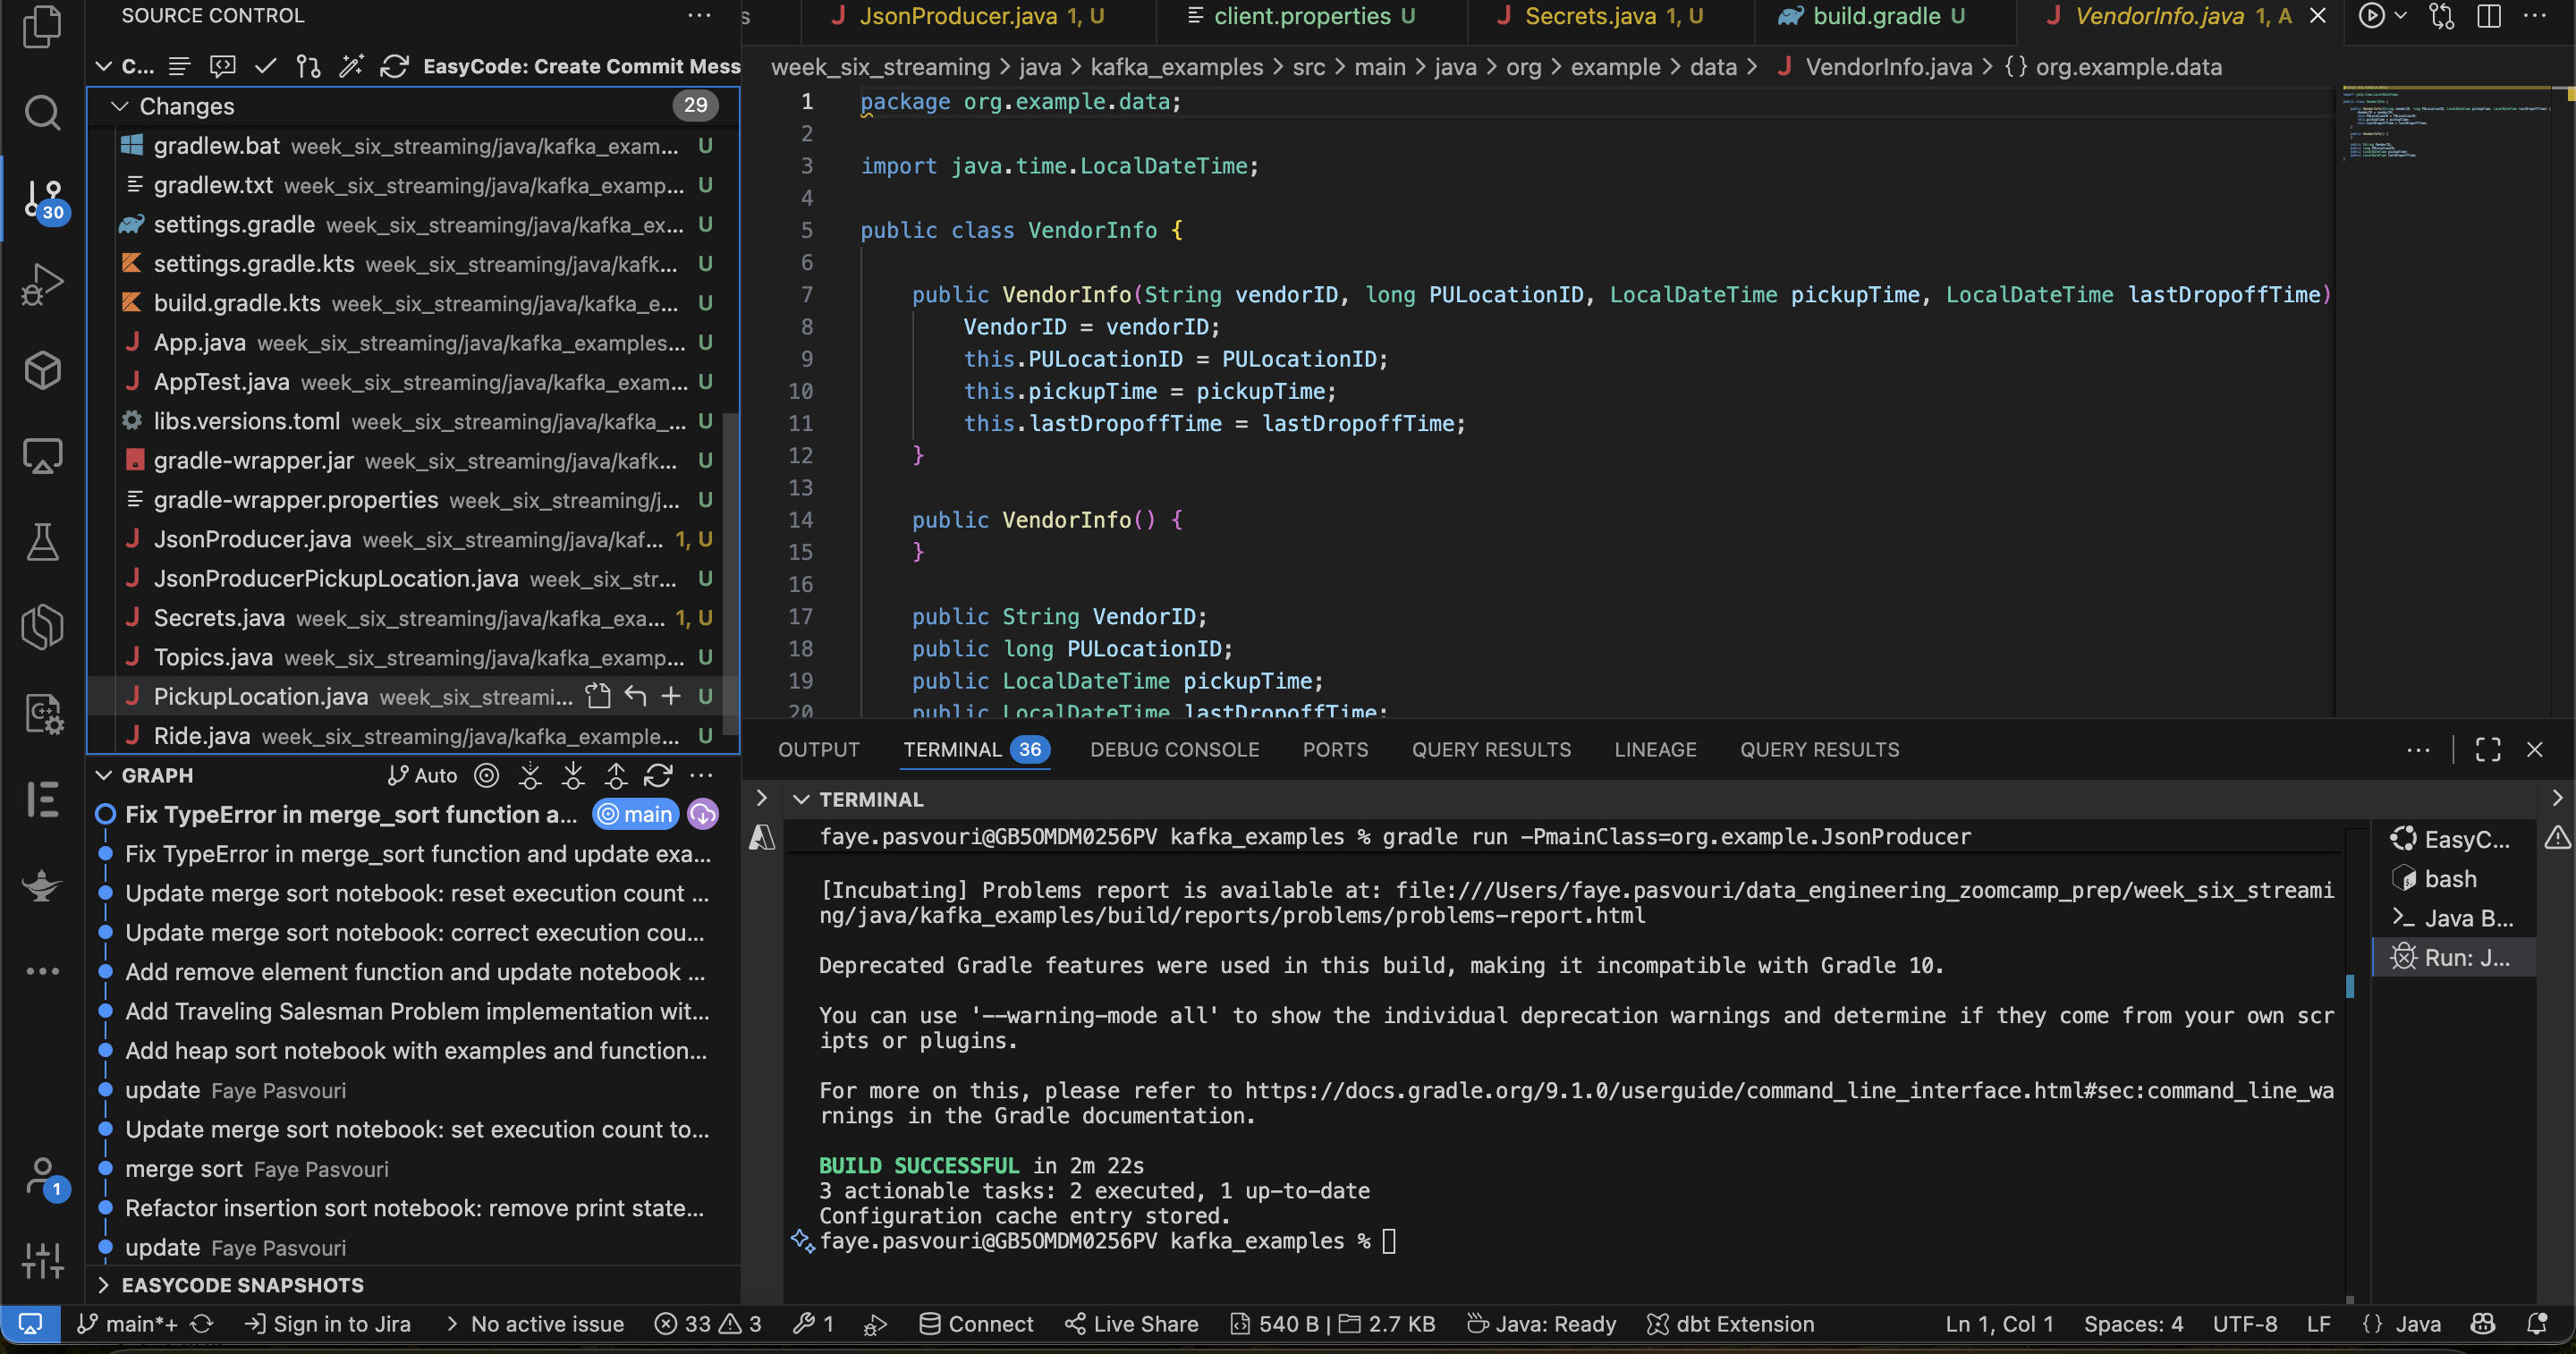 SOURCE CONTROL
C... EasyCode: Create Commit Mess
Changes 29
gradlew.bat week_six_streaming/java/kafka_exam... U
gradlew.txt week_six_streaming/java/kafka_examp... U
settings.gradle week_six_streaming/java/kafka_ex... U
settings.gradle.kts week_six_streaming/java/kafk... U
build.gradle.kts week_six_streaming/java/kafka_e... U
App.java week_six_streaming/java/kafka_examples... U
AppTest.java week_six_streaming/java/kafka_exam... U
libs.versions.toml week_six_streaming/java/kafka_... U
gradle-wrapper.jar week_six_streaming/java/kafk... U
gradle-wrapper.properties week_six_streaming/j... U
JsonProducer.java week_six_streaming/java/kaf... 1, U
JsonProducerPickupLocation.java week_six_str... U
Secrets.java week_six_streaming/java/kafka_exa... 1, U
Topics.java week_six_streaming/java/kafka_examp... U
PickupLocation.java week_six_streami... U
Ride.java week_six_streaming/java/kafka_example... U
30
1
GRAPH Auto
Fix TypeError in merge_sort function a... main
Fix TypeError in merge_sort function and update exa...
Update merge sort notebook: reset execution count ...
Update merge sort notebook: correct execution cou...
Add remove element function and update notebook ...
Add Traveling Salesman Problem implementation wit...
Add heap sort notebook with examples and function...
update Faye Pasvouri
Update merge sort notebook: set execution count to...
merge sort Faye Pasvouri
Refactor insertion sort notebook: remove print state...
update Faye Pasvouri
EASYCODE SNAPSHOTS
s JsonProducer.java 1, U client.properties U Secrets.java 1, U build.gradle U VendorInfo.java 1, A
week_six_streaming > java > kafka_examples > src > main > java > org > example > data > VendorInfo.java > {} org.example.data
1 package org.example.data;
2
3 import java.time.LocalDateTime;
4
5 public class VendorInfo {
6
7 public VendorInfo(String vendorID, long PULocationID, LocalDateTime pickupTime, LocalDateTime lastDropoffTime)
8 VendorID = vendorID;
9 this.PULocationID = PULocationID;
10 this.pickupTime = pickupTime;
11 this.lastDropoffTime = lastDropoffTime;
12 }
13
14 public VendorInfo() {
15 }
16
17 public String VendorID;
18 public long PULocationID;
19 public LocalDateTime pickupTime;
20 public LocalDateTime lastDropoffTime;
OUTPUT TERMINAL 36 DEBUG CONSOLE PORTS QUERY RESULTS LINEAGE QUERY RESULTS
TERMINAL
faye.pasvouri@GB5OMDM0256PV kafka_examples % gradle run -PmainClass=org.example.JsonProducer
[Incubating] Problems report is available at: file:///Users/faye.pasvouri/data_engineering_zoomcamp_prep/week_six_streami
ng/java/kafka_examples/build/reports/problems/problems-report.html
Deprecated Gradle features were used in this build, making it incompatible with Gradle 10.
You can use '--warning-mode all' to show the individual deprecation warnings and determine if they come from your own scr
ipts or plugins.
For more on this, please refer to https://docs.gradle.org/9.1.0/userguide/command_line_interface.html#sec:command_line_wa
rnings in the Gradle documentation.
BUILD SUCCESSFUL in 2m 22s
3 actionable tasks: 2 executed, 1 up-to-date
Configuration cache entry stored.
faye.pasvouri@GB5OMDM0256PV kafka_examples %
EasyC...
bash
Java B...
Run: J...
main*+ Sign in to Jira > No active issue 33 3 1 Connect Live Share 540 B | 2.7 KB Java: Ready dbt Extension Ln 1, Col 1 Spaces: 4 UTF-8 LF {} Java